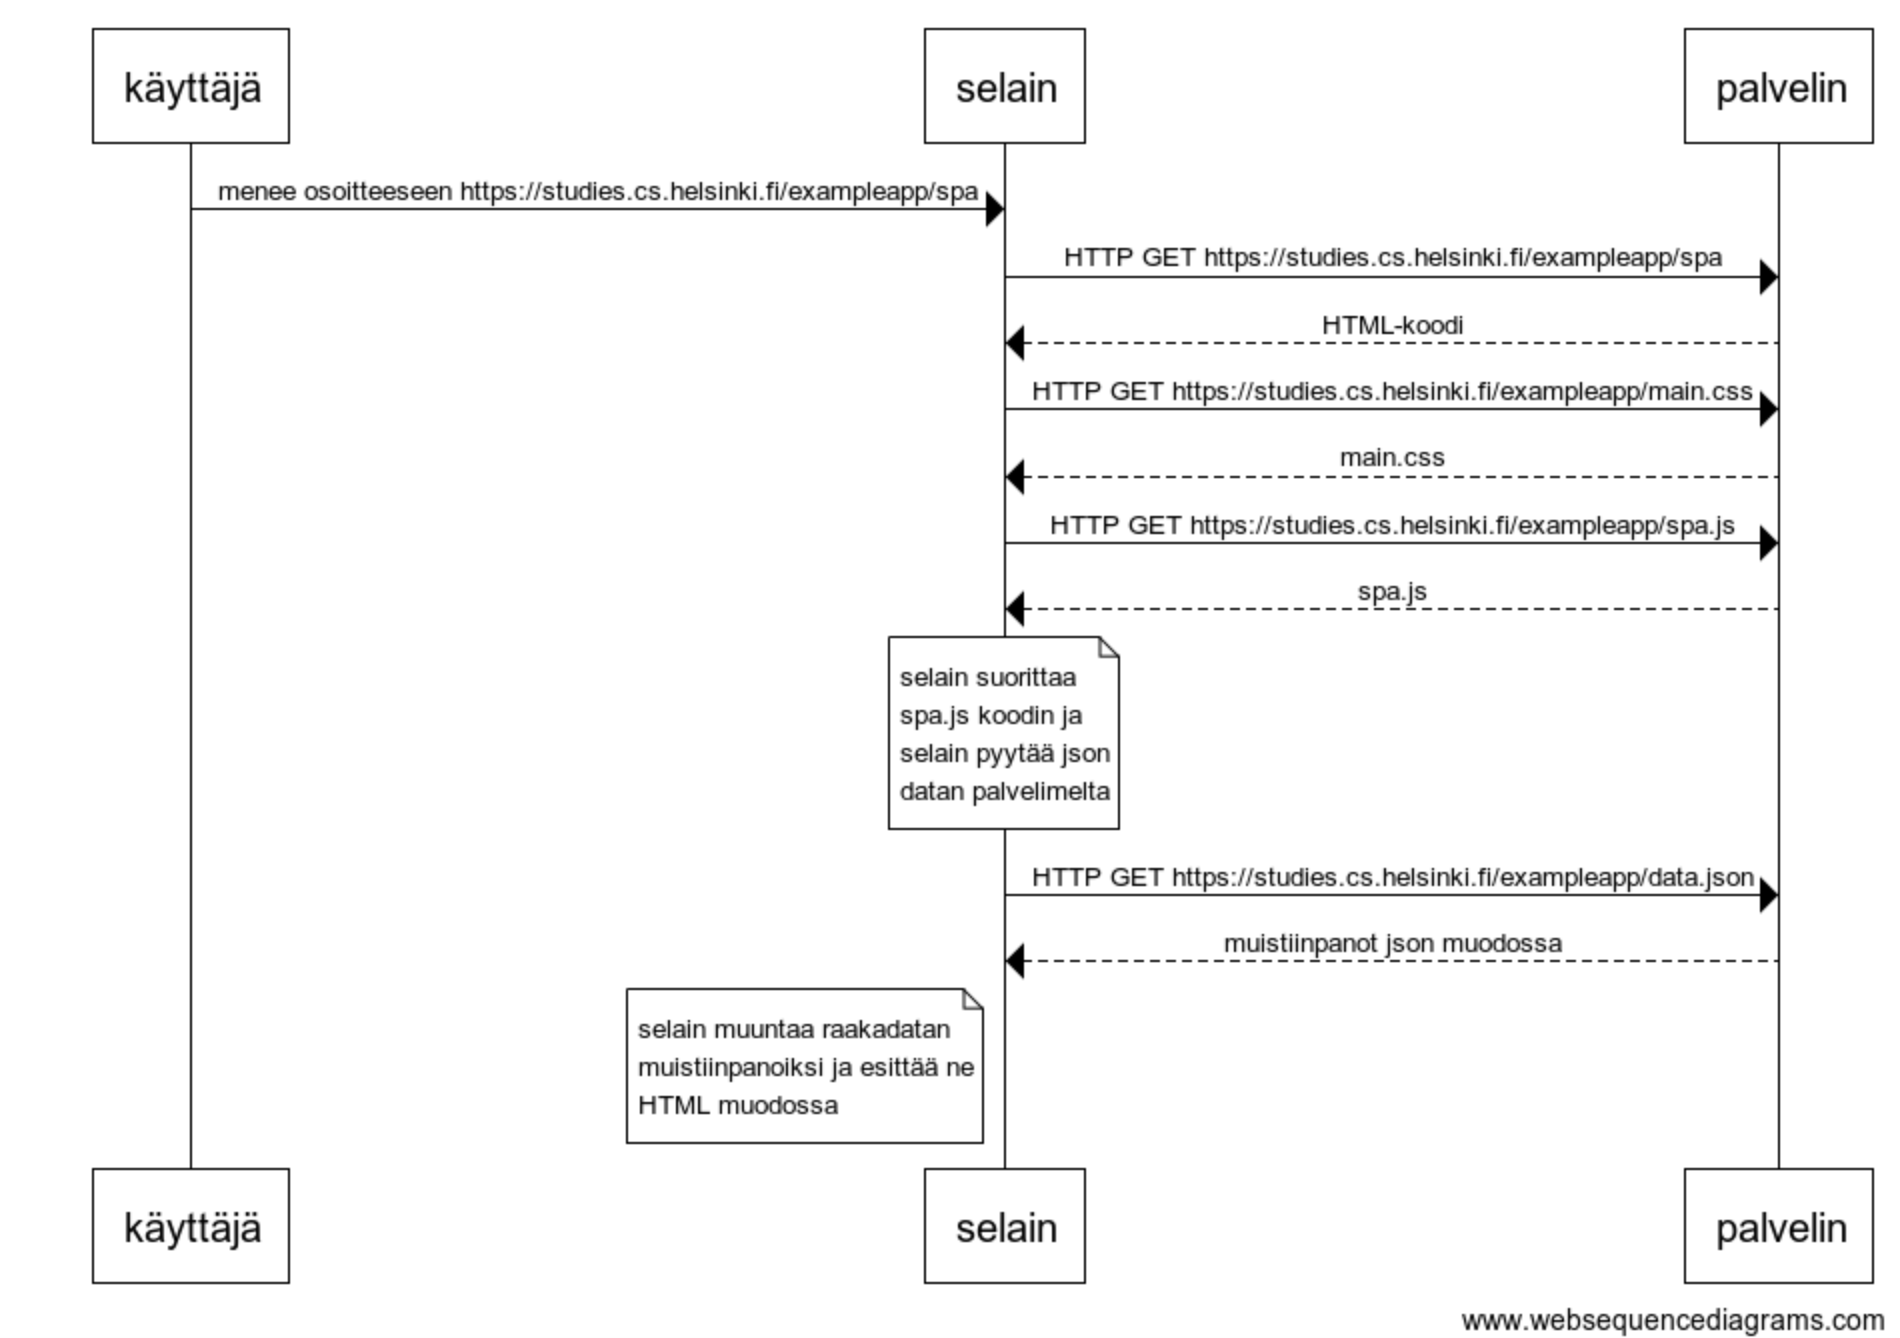 käyttäjä
selain
palvelin
menee osoitteeseen https://studies.cs.helsinki.fi/exampleapp/spa
HTTP GET https://studies.cs.helsinki.fi/exampleapp/spa
HTML-koodi
HTTP GET https://studies.cs.helsinki.fi/exampleapp/main.css
main.css
HTTP GET https://studies.cs.helsinki.fi/exampleapp/spa.js
spa.js
selain suorittaa
spa.js koodin ja
selain pyytää json
datan palvelimelta
HTTP GET https://studies.cs.helsinki.fi/exampleapp/data.json
muistiinpanot json muodossa
selain muuntaa raakadatan
muistiinpanoiksi ja esittää ne
HTML muodossa
käyttäjä
selain
palvelin
www.websequencediagrams.com